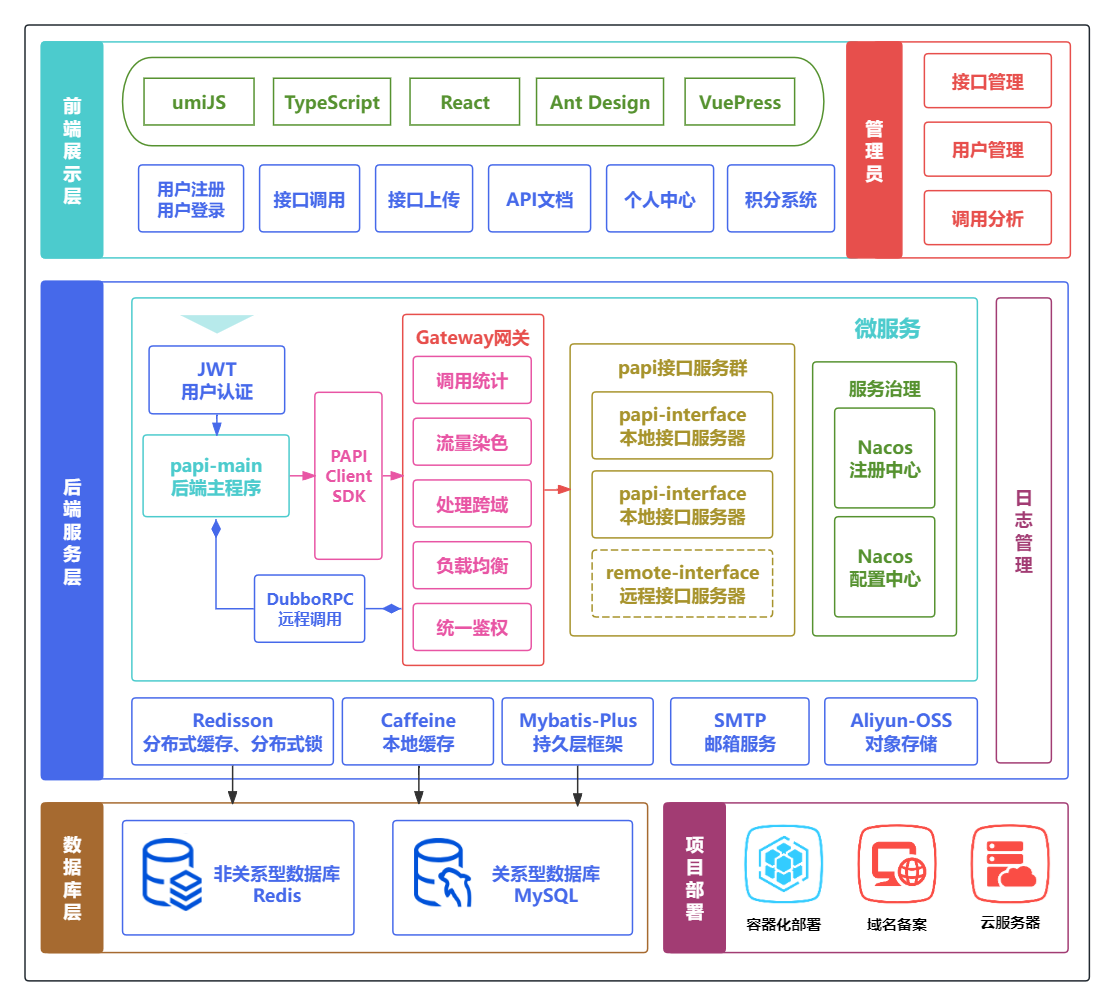 前端展示层
umiJS
TypeScript
React
Ant Design
VuePress
用户注册
用户登录
接口调用
接口上传
API文档
个人中心
积分系统
管理员
接口管理
用户管理
调用分析
后端服务层
微服务
JWT
用户认证
papi-main
后端主程序
PAPI
Client
SDK
DubboRPC
远程调用
Gateway网关
调用统计
流量染色
处理跨域
负载均衡
统一鉴权
papi接口服务群
papi-interface
本地接口服务器
papi-interface
本地接口服务器
remote-interface
远程接口服务器
服务治理
Nacos
注册中心
Nacos
配置中心
日志管理
Redisson
分布式缓存、分布式锁
Caffeine
本地缓存
Mybatis-Plus
持久层框架
SMTP
邮箱服务
Aliyun-OSS
对象存储
数据库层
非关系型数据库
Redis
关系型数据库
MySQL
项目部署
容器化部署
域名备案
云服务器